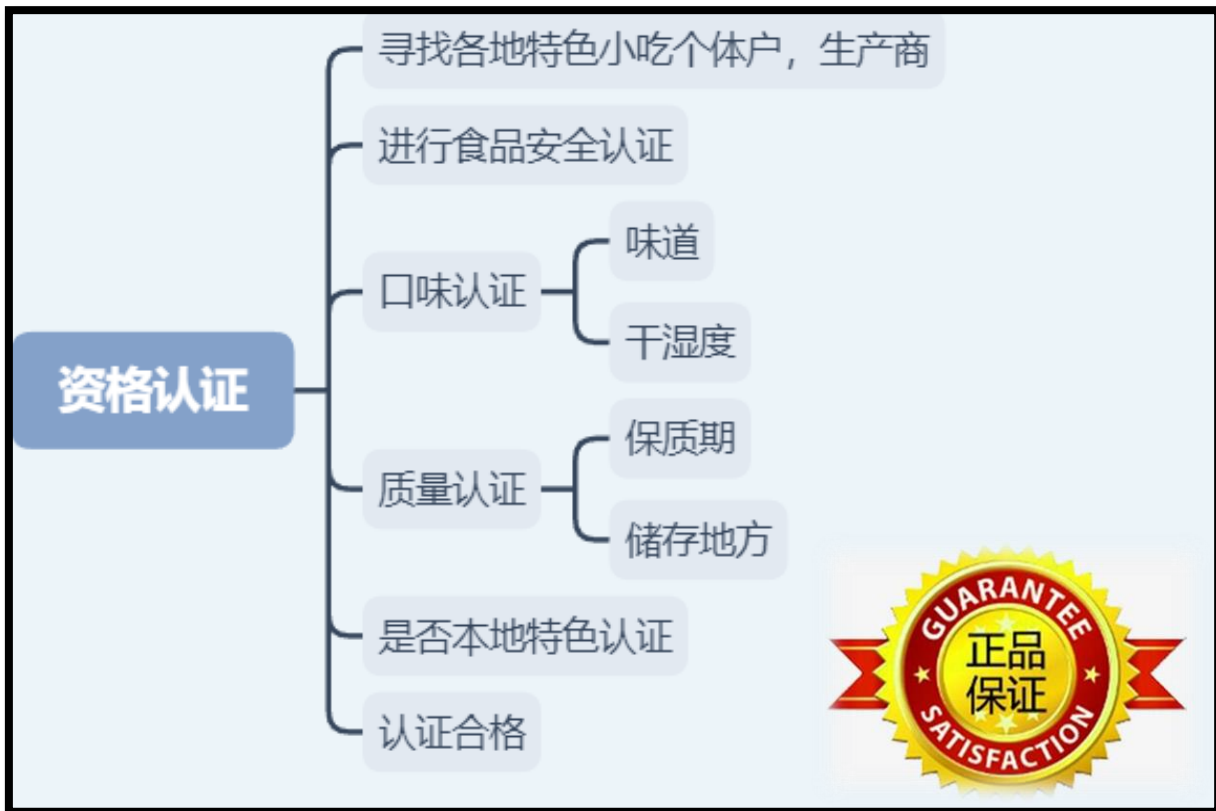 寻找各地特色小吃个体户，生产商
进行食品安全认证
味道
口味认证
干湿度
资格认证
保质期
质量认证
储存地方
是否本地特色认证
认证合格
GUARANTEE
正品
保证
SATISFACTION